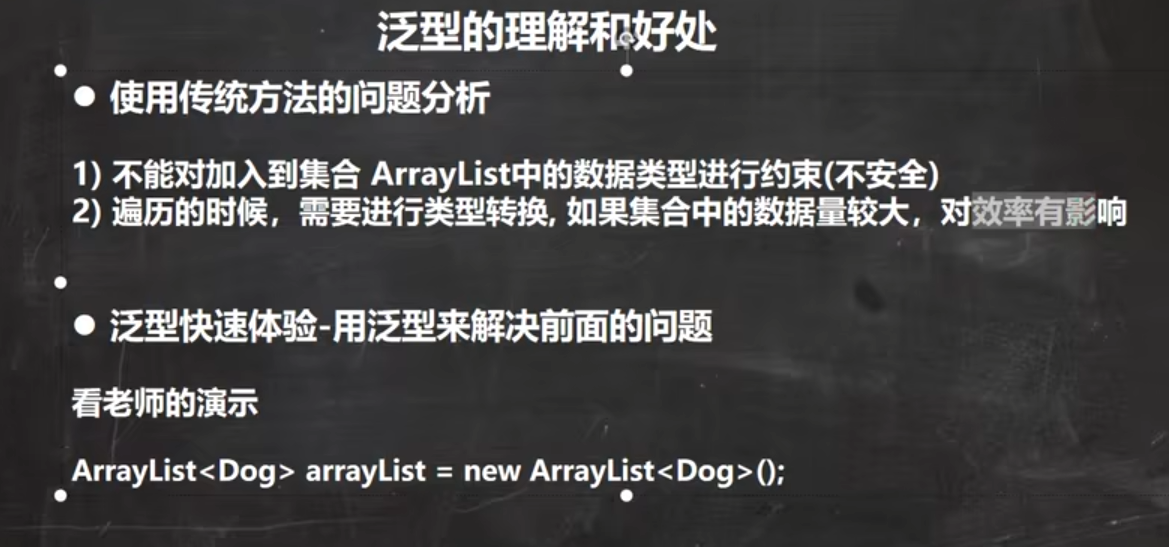 泛型的理解和好处
● 使用传统方法的问题分析
1) 不能对加入到集合 ArrayList中的数据类型进行约束(不安全)
2) 遍历的时候，需要进行类型转换, 如果集合中的数据量较大，对效率有影响
● 泛型快速体验-用泛型来解决前面的问题
看老师的演示
ArrayList<Dog> arrayList = new ArrayList<Dog>();